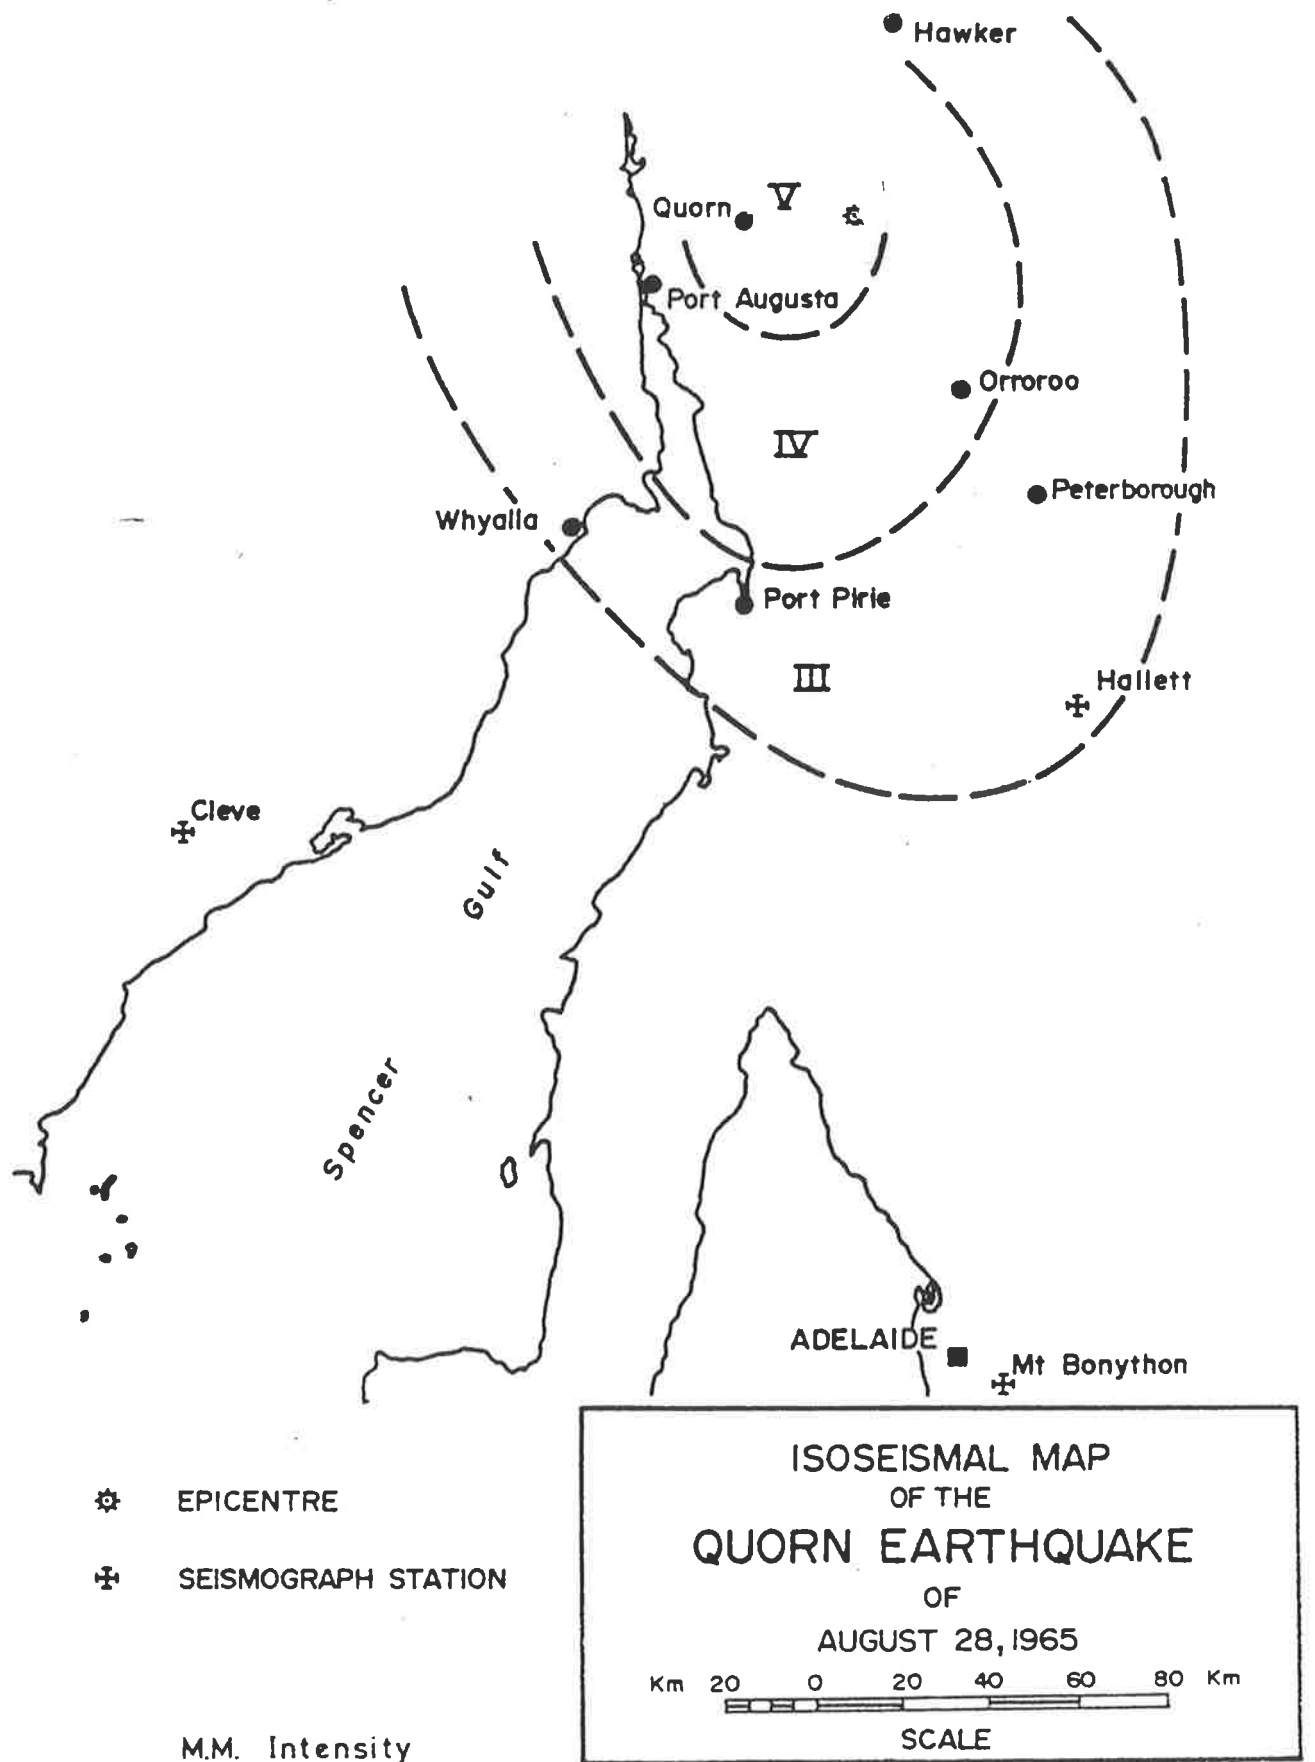 Hawker
Quorn
V
Port Augusta
Orroroo
IV
Peterborough
Whyalla
Port Pirie
III
Hallett
Cleve
Spencer Gulf
ADELAIDE
Mt Bonython
ISOSEISMAL MAP
OF THE
QUORN EARTHQUAKE
OF
AUGUST 28, 1965
Km 20 0 20 40 60 80 Km
SCALE
EPICENTRE
SEISMOGRAPH STATION
M.M. Intensity